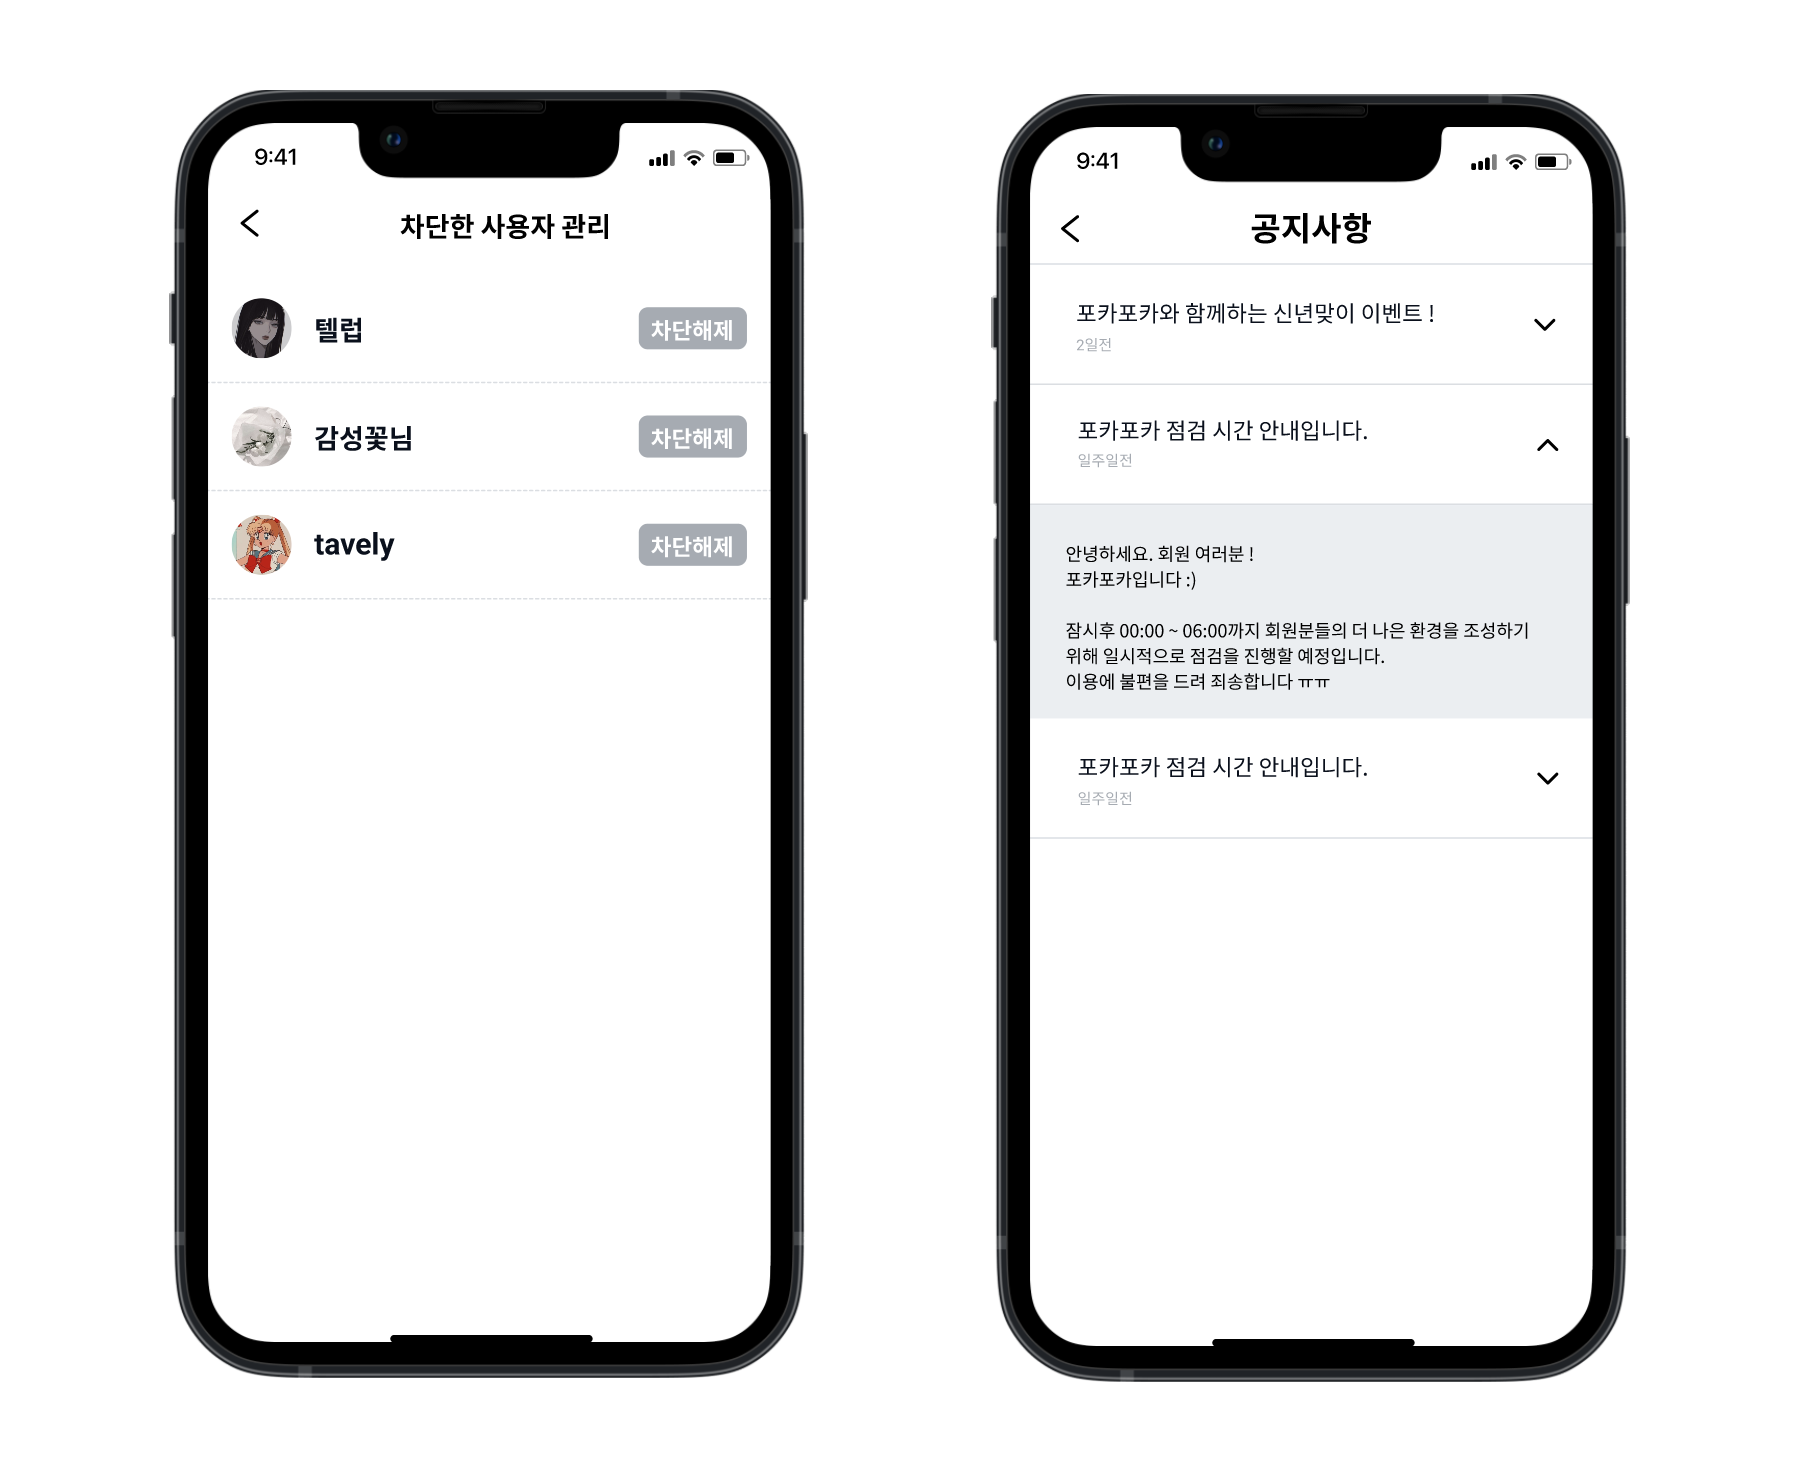 9:41
차단한 사용자 관리
텔럽
차단해제
감성꽃님
차단해제
tavely
차단해제
9:41
공지사항
포카포카와 함께하는 신년맞이 이벤트 !
2일전
포카포카 점검 시간 안내입니다.
일주일전
안녕하세요. 회원 여러분 !
포카포카입니다 :)
잠시후 00:00 ~ 06:00까지 회원분들의 더 나은 환경을 조성하기
위해 일시적으로 점검을 진행할 예정입니다.
이용에 불편을 드려 죄송합니다 ㅠㅠ
포카포카 점검 시간 안내입니다.
일주일전